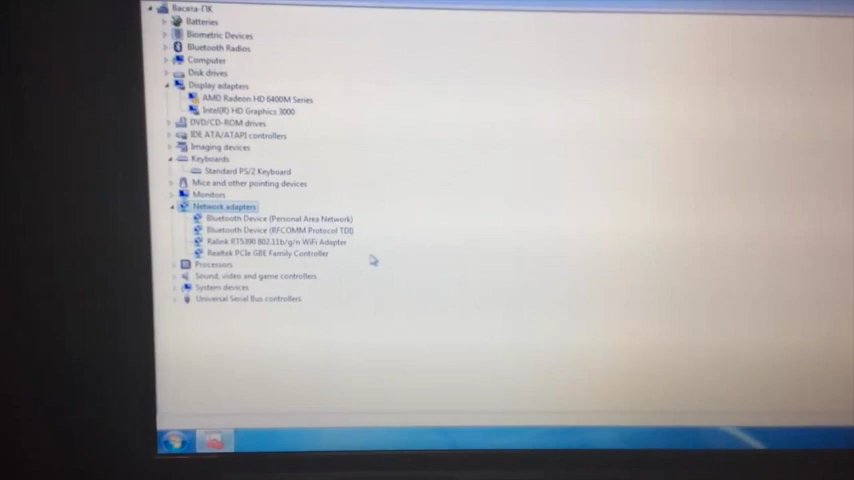 Васята-ПК
Batteries
Biometric Devices
Bluetooth Radios
Computer
Disk drives
Display adapters
AMD Radeon HD 6400M Series
Intel(R) HD Graphics 3000
DVD/CD-ROM drives
IDE ATA/ATAPI controllers
Imaging devices
Keyboards
Standard PS/2 Keyboard
Mice and other pointing devices
Monitors
Network adapters
Bluetooth Device (Personal Area Network)
Bluetooth Device (RFCOMM Protocol TDI)
Ralink RT5390 802.11b/g/n WiFi Adapter
Realtek PCIe GBE Family Controller
Processors
Sound, video and game controllers
System devices
Universal Serial Bus controllers